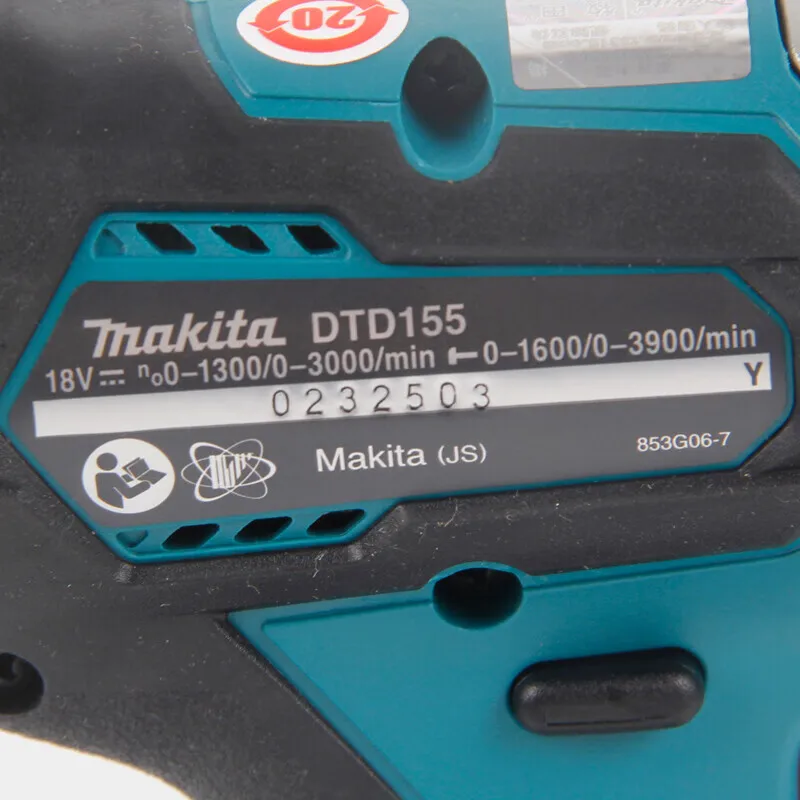 20
makita DTD155
18V⎓ n₀0–1300/0–3000/min 0–1600/0–3900/min
Y
0232503
Makita (JS)
853G06-7